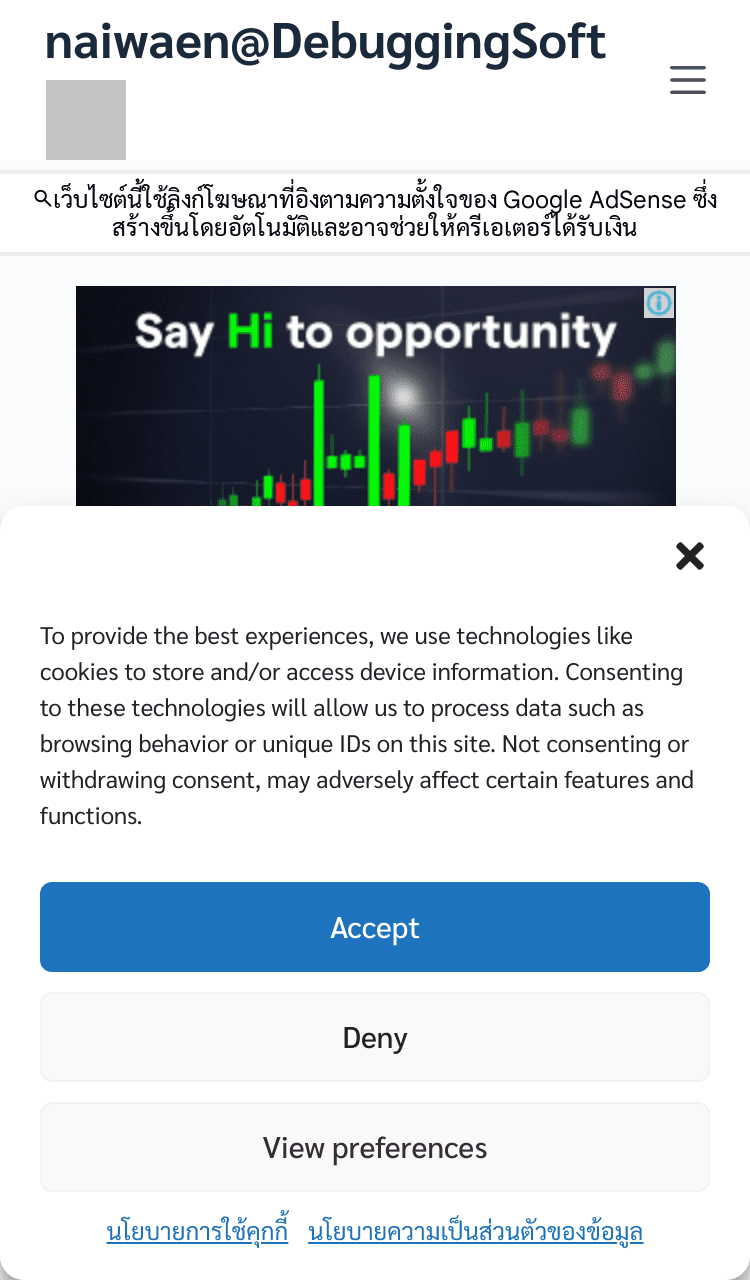 naiwaen@DebuggingSoft
เว็บไซต์นี้ใช้ลิงก์โฆษณาที่อิงตามความตั้งใจของ Google AdSense ซึ่ง
สร้างขึ้นโดยอัตโนมัติและอาจช่วยให้ครีเอเตอร์ได้รับเงิน
Say Hi to opportunity
To provide the best experiences, we use technologies like
cookies to store and/or access device information. Consenting
to these technologies will allow us to process data such as
browsing behavior or unique IDs on this site. Not consenting or
withdrawing consent, may adversely affect certain features and
functions.
Accept
Deny
View preferences
นโยบายการใช้คุกกี้ นโยบายความเป็นส่วนตัวของข้อมูล